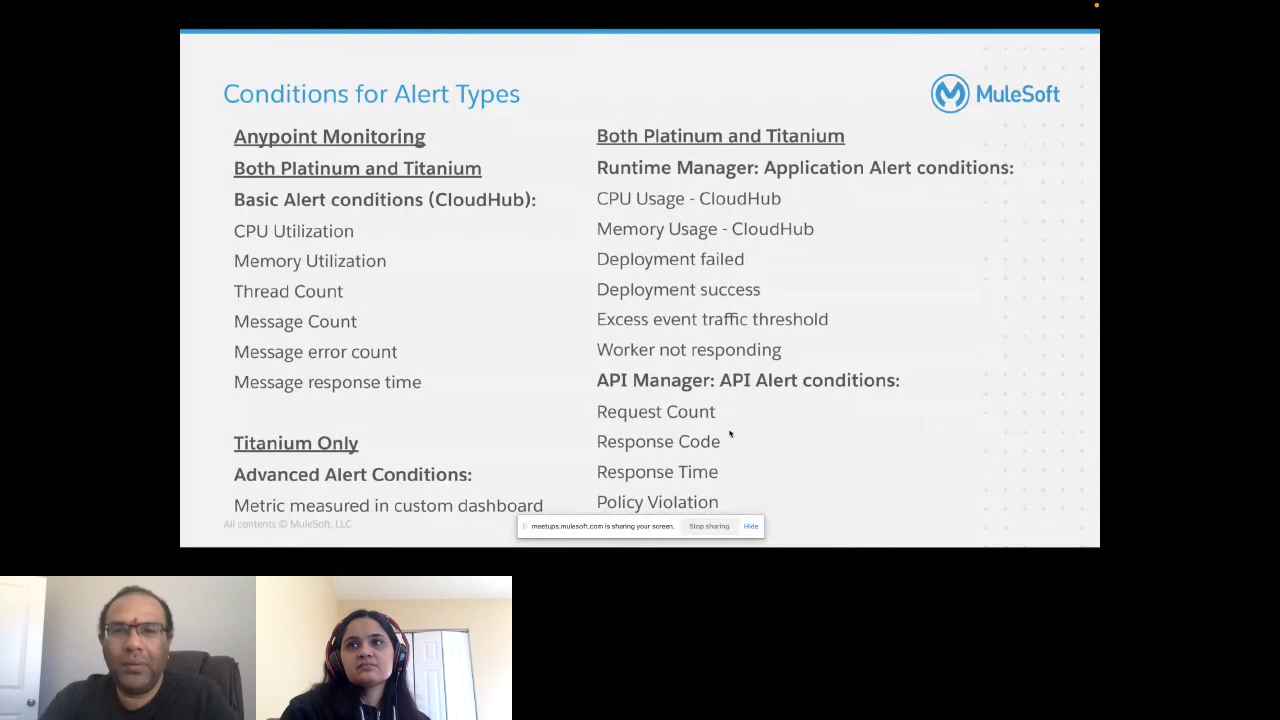 Conditions for Alert Types
MuleSoft
Anypoint Monitoring
Both Platinum and Titanium
Basic Alert conditions (CloudHub):
CPU Utilization
Memory Utilization
Thread Count
Message Count
Message error count
Message response time
Titanium Only
Advanced Alert Conditions:
Metric measured in custom dashboard
Both Platinum and Titanium
Runtime Manager: Application Alert conditions:
CPU Usage - CloudHub
Memory Usage - CloudHub
Deployment failed
Deployment success
Excess event traffic threshold
Worker not responding
API Manager: API Alert conditions:
Request Count
Response Code
Response Time
Policy Violation
All contents © MuleSoft, LLC
meetups.mulesoft.com is sharing your screen. Stop sharing Hide